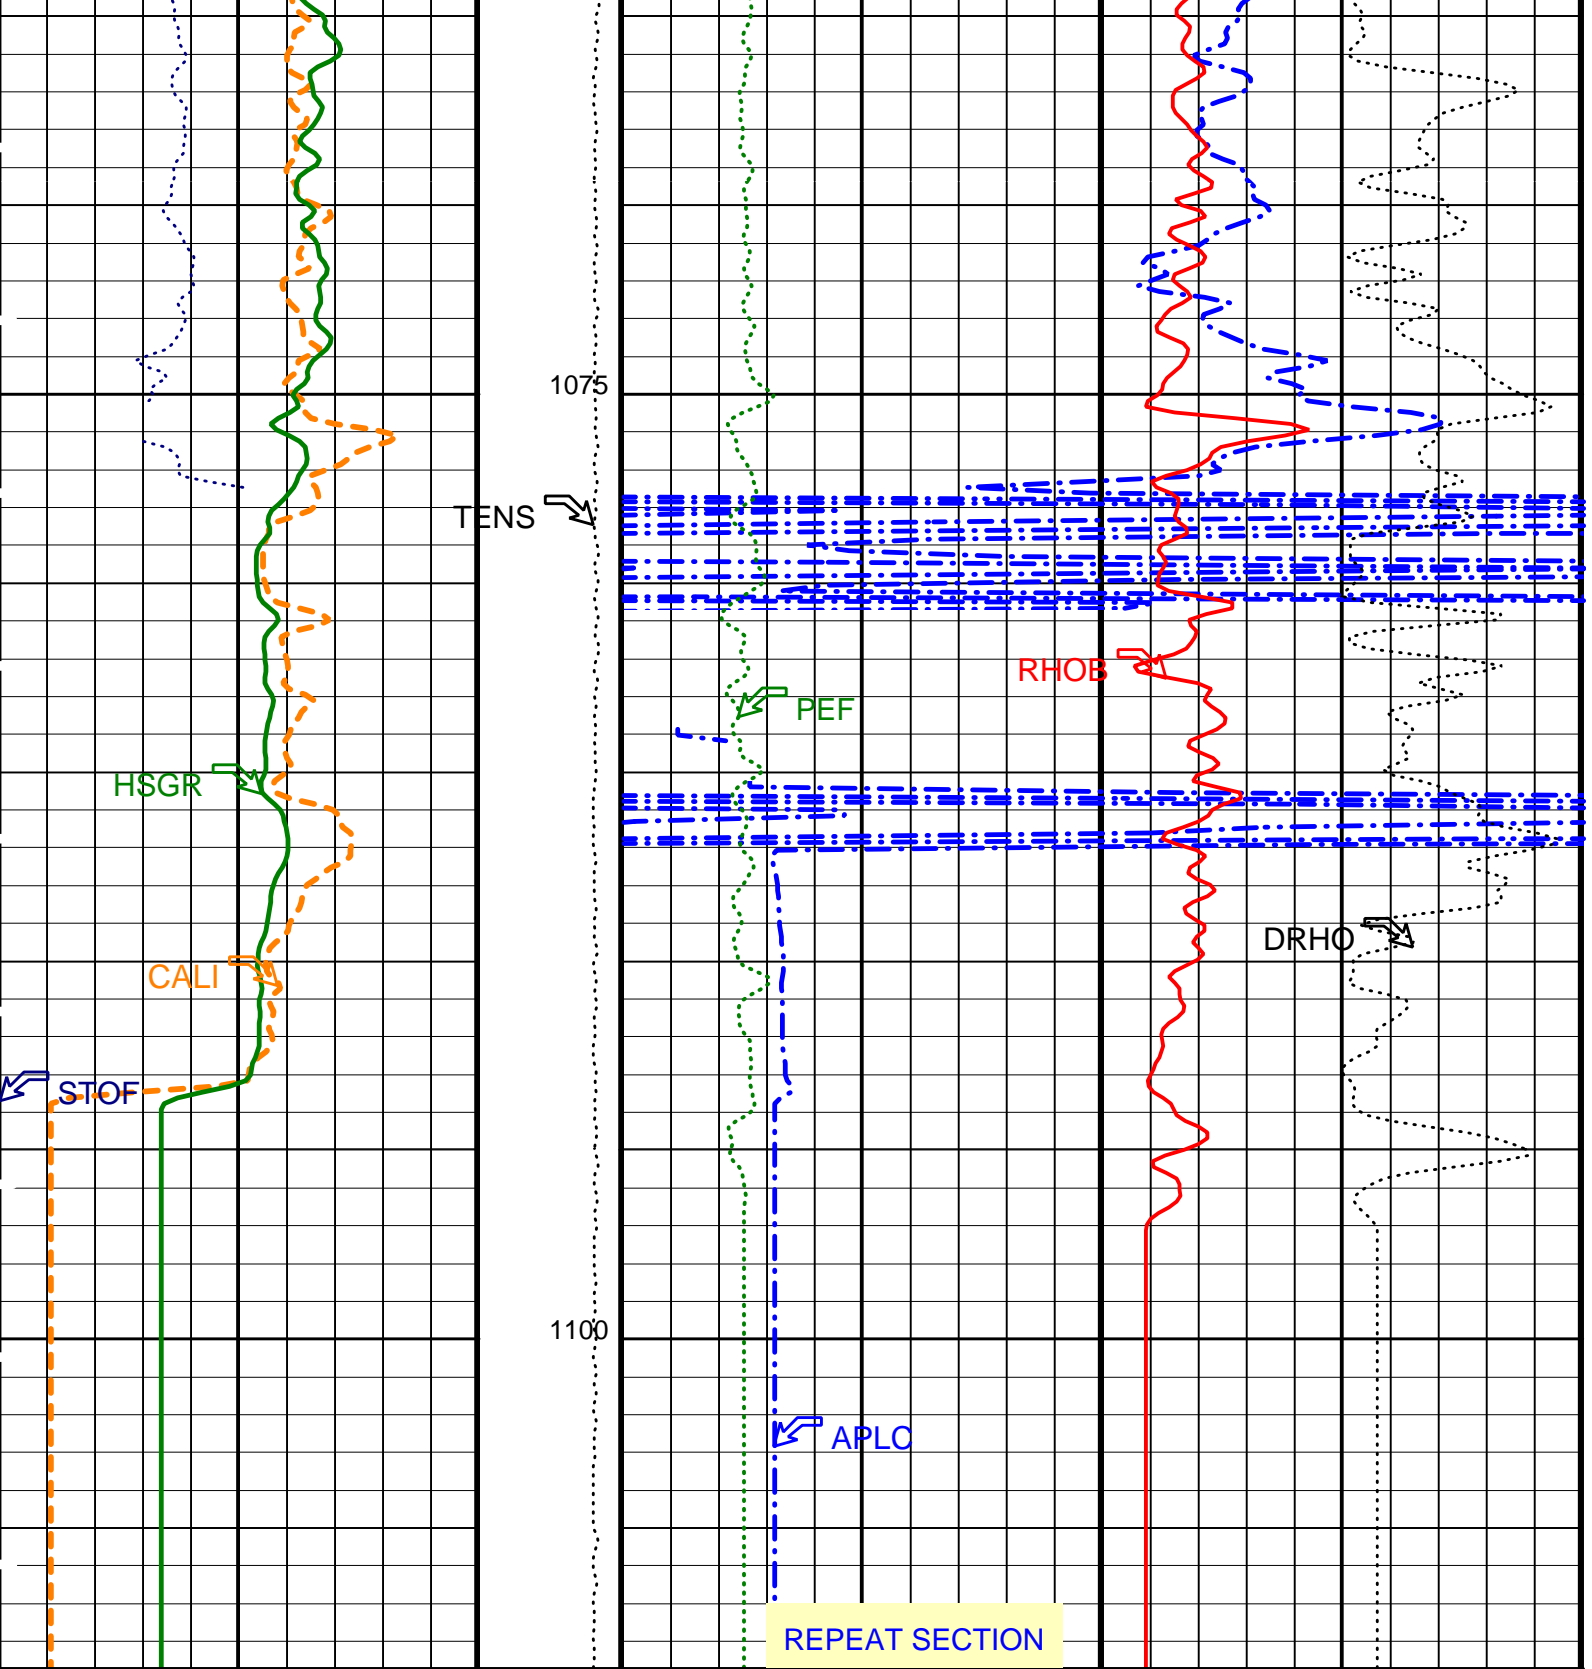 1075
TENS
RHOB
PEF
HSGR
DRHO
CALI
STOF
1100
APLC
REPEAT SECTION